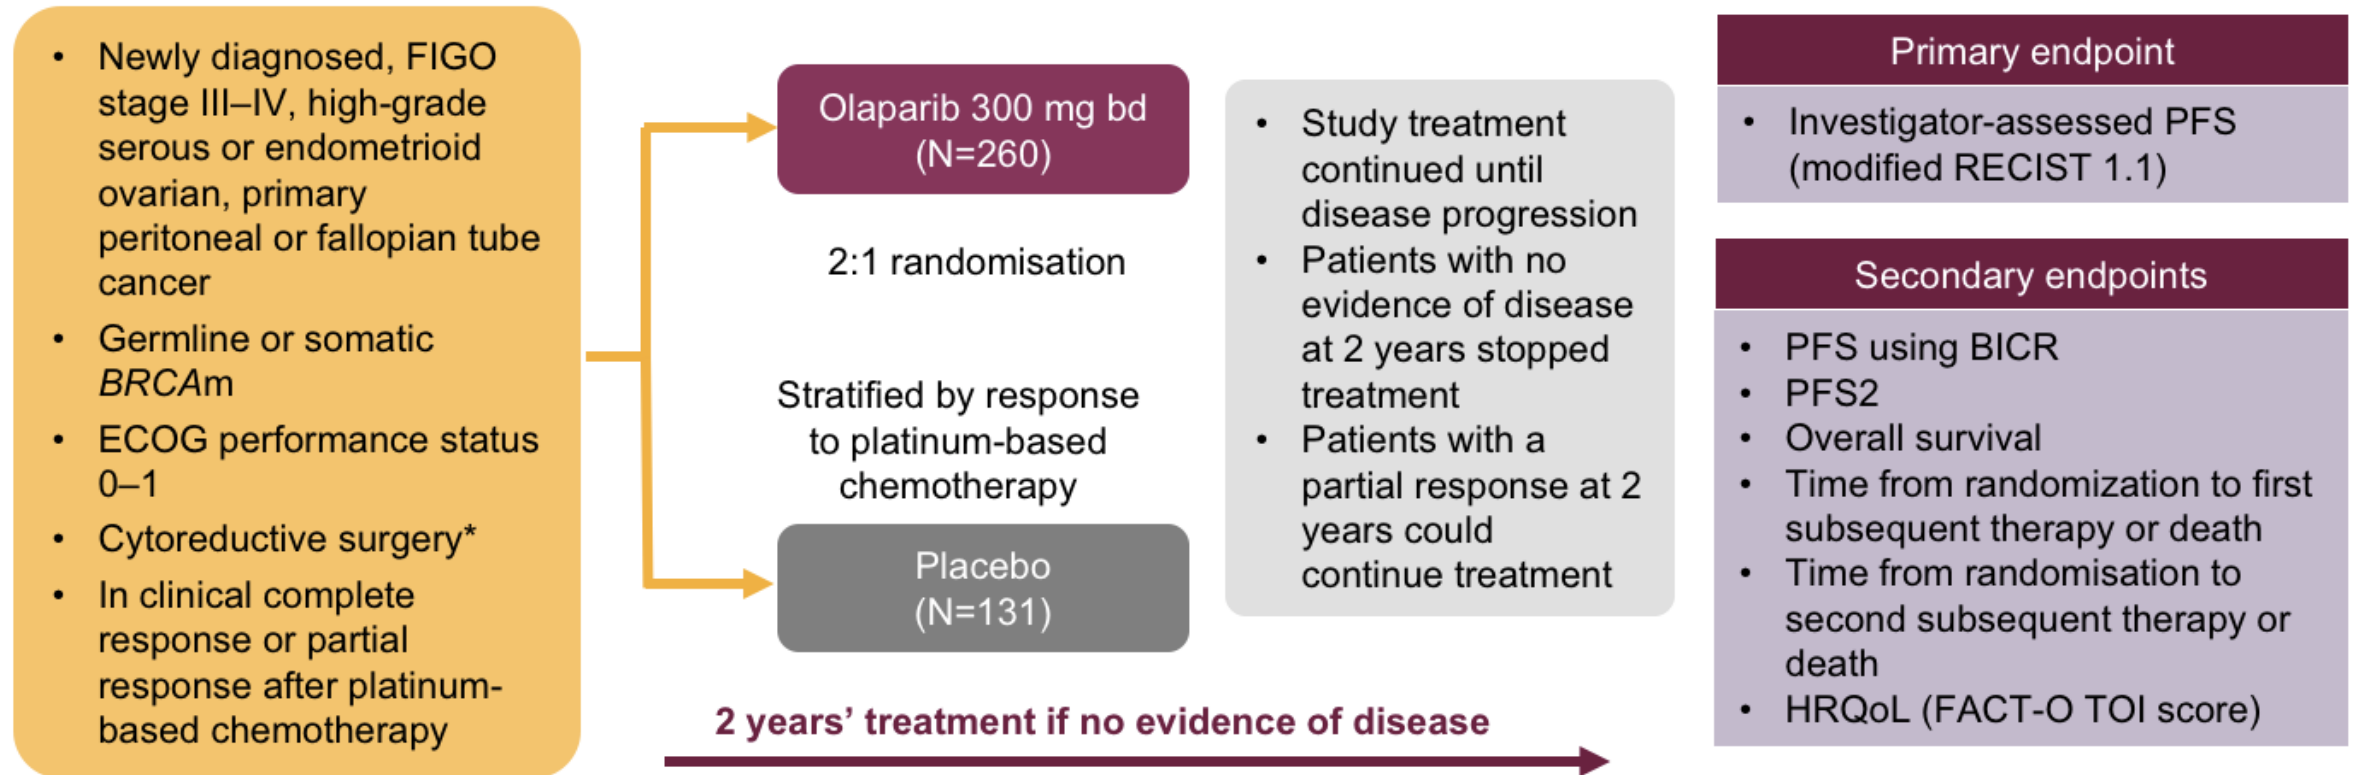 • Newly diagnosed, FIGO
stage III–IV, high-grade
serous or endometrioid
ovarian, primary
peritoneal or fallopian tube
cancer
• Germline or somatic
BRCAm
• ECOG performance status
0–1
• Cytoreductive surgery*
• In clinical complete
response or partial
response after platinum-
based chemotherapy
Olaparib 300 mg bd
(N=260)
2:1 randomisation
Stratified by response
to platinum-based
chemotherapy
Placebo
(N=131)
2 years’ treatment if no evidence of disease
• Study treatment
continued until
disease progression
• Patients with no
evidence of disease
at 2 years stopped
treatment
• Patients with a
partial response at 2
years could
continue treatment
Primary endpoint
• Investigator-assessed PFS
(modified RECIST 1.1)
Secondary endpoints
• PFS using BICR
• PFS2
• Overall survival
• Time from randomization to first
subsequent therapy or death
• Time from randomisation to
second subsequent therapy or
death
• HRQoL (FACT-O TOI score)